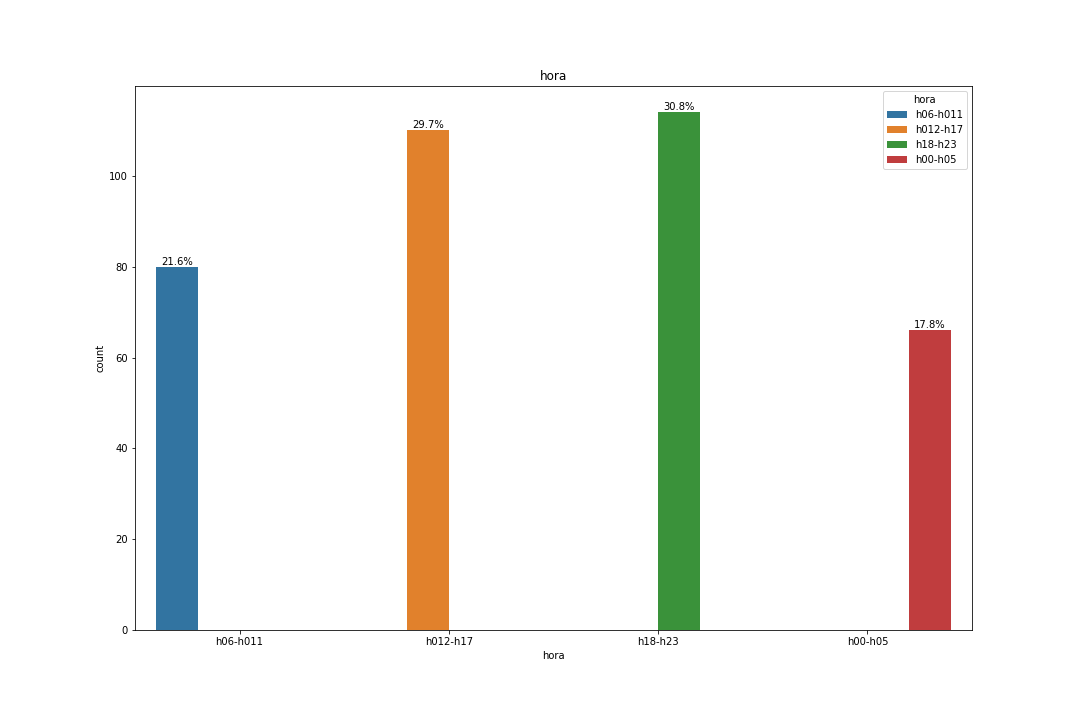 hora
30.8%
29.7%
21.6%
17.8%
hora
h06-h011
h012-h17
h18-h23
h00-h05
count
100
80
60
40
20
0
h06-h011 h012-h17 h18-h23 h00-h05
hora